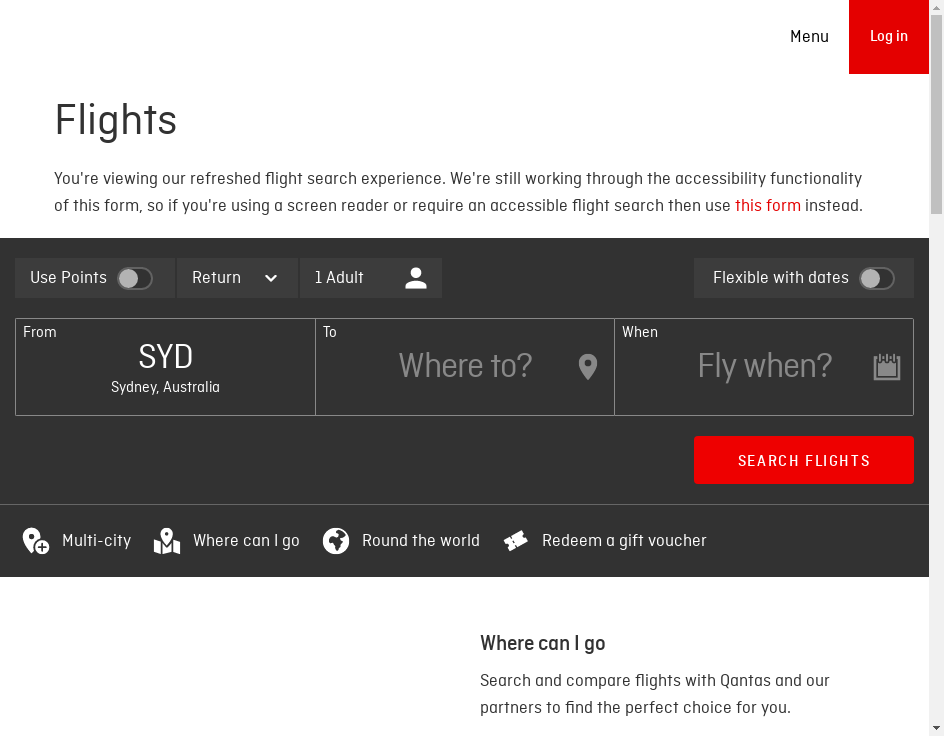 Menu
Log in
Flights
You're viewing our refreshed flight search experience. We're still working through the accessibility functionality
of this form, so if you're using a screen reader or require an accessible flight search then use this form instead.
Use Points
Return
1 Adult
Flexible with dates
From
SYD
Sydney, Australia
To
Where to?
When
Fly when?
SEARCH FLIGHTS
Multi-city
Where can I go
Round the world
Redeem a gift voucher
Where can I go
Search and compare flights with Qantas and our
partners to find the perfect choice for you.